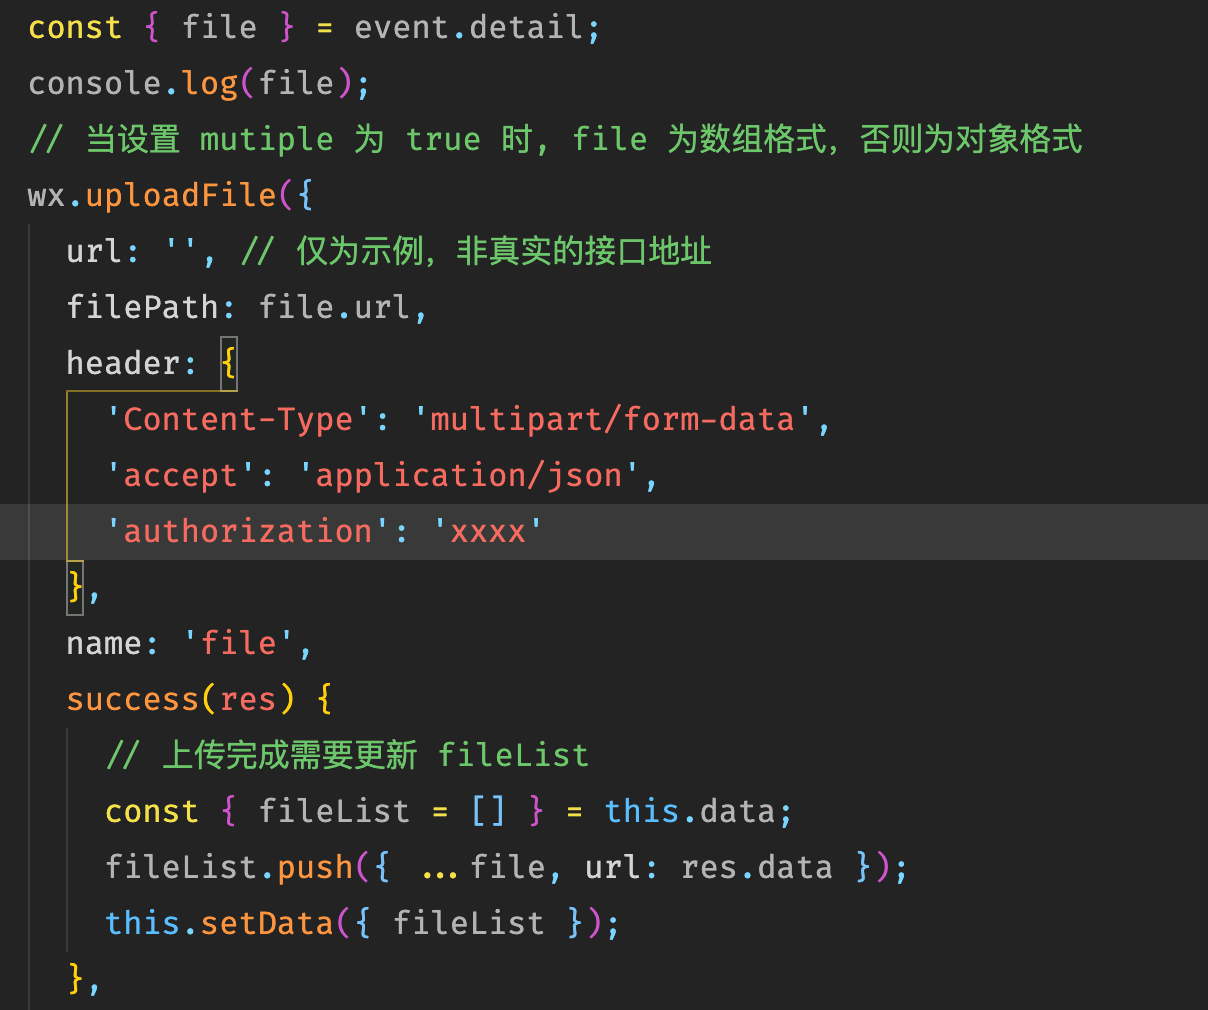 const { file } = event.detail;
console.log(file);
// 当设置 mutiple 为 true 时, file 为数组格式，否则为对象格式
wx.uploadFile({
url: '', // 仅为示例，非真实的接口地址
filePath: file.url,
header: {
'Content-Type': 'multipart/form-data',
'accept': 'application/json',
'authorization': 'xxxx'
},
name: 'file',
success(res) {
// 上传完成需要更新 fileList
const { fileList = [] } = this.data;
fileList.push({ ...file, url: res.data });
this.setData({ fileList });
},